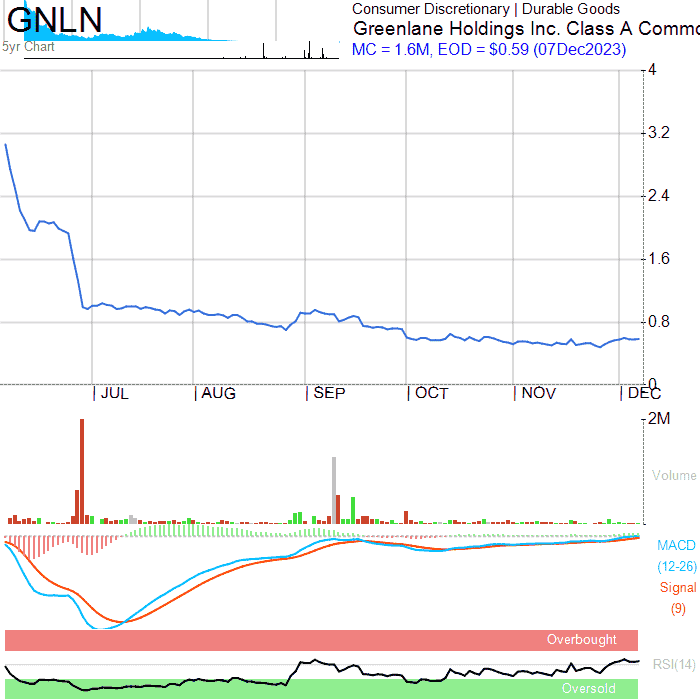 GNLN
Consumer Discretionary | Durable Goods
Greenlane Holdings Inc. Class A Commo
5yr Chart
MC = 1.6M, EOD = $0.59 (07Dec2023)
4
3.2
2.4
1.6
0.8
0
JUL
AUG
SEP
OCT
NOV
DEC
2M
Volume
MACD
(12-26)
Signal
(9)
Overbought
RSI(14)
Oversold